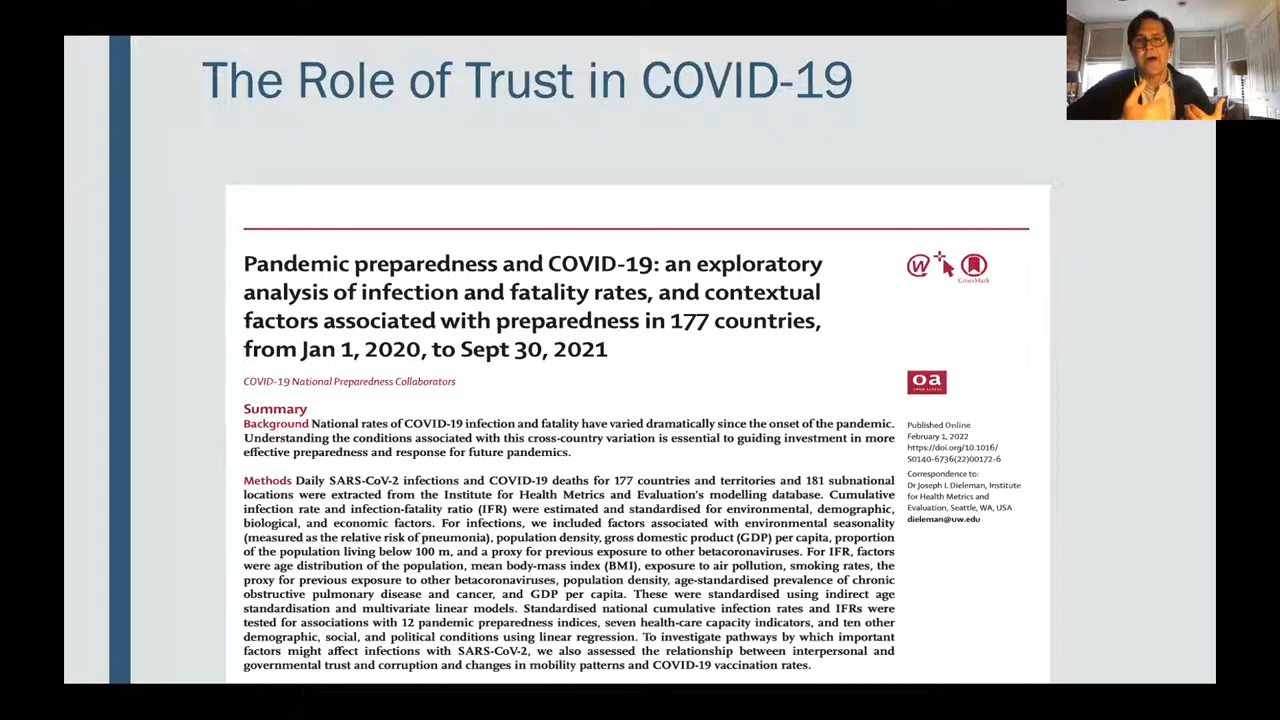 The Role of Trust in COVID-19
Pandemic preparedness and COVID-19: an exploratory
analysis of infection and fatality rates, and contextual
factors associated with preparedness in 177 countries,
from Jan 1, 2020, to Sept 30, 2021
W
CrossMark
COVID-19 National Preparedness Collaborators
oa
OPEN ACCESS
Summary
Background National rates of COVID-19 infection and fatality have varied dramatically since the onset of the pandemic.
Understanding the conditions associated with this cross-country variation is essential to guiding investment in more
effective preparedness and response for future pandemics.
Methods Daily SARS-CoV-2 infections and COVID-19 deaths for 177 countries and territories and 181 subnational
locations were extracted from the Institute for Health Metrics and Evaluation's modelling database. Cumulative
infection rate and infection-fatality ratio (IFR) were estimated and standardised for environmental, demographic,
biological, and economic factors. For infections, we included factors associated with environmental seasonality
(measured as the relative risk of pneumonia), population density, gross domestic product (GDP) per capita, proportion
of the population living below 100 m, and a proxy for previous exposure to other betacoronaviruses. For IFR, factors
were age distribution of the population, mean body-mass index (BMI), exposure to air pollution, smoking rates, the
proxy for previous exposure to other betacoronaviruses, population density, age-standardised prevalence of chronic
obstructive pulmonary disease and cancer, and GDP per capita. These were standardised using indirect age
standardisation and multivariate linear models. Standardised national cumulative infection rates and IFRs were
tested for associations with 12 pandemic preparedness indices, seven health-care capacity indicators, and ten other
demographic, social, and political conditions using linear regression. To investigate pathways by which important
factors might affect infections with SARS-CoV-2, we also assessed the relationship between interpersonal and
governmental trust and corruption and changes in mobility patterns and COVID-19 vaccination rates.
Published Online
February 1, 2022
https://doi.org/10.1016/
S0140-6736(22)00172-6
Correspondence to:
Dr Joseph L Dieleman, Institute
for Health Metrics and
Evaluation, Seattle, WA, USA
dieleman@uw.edu